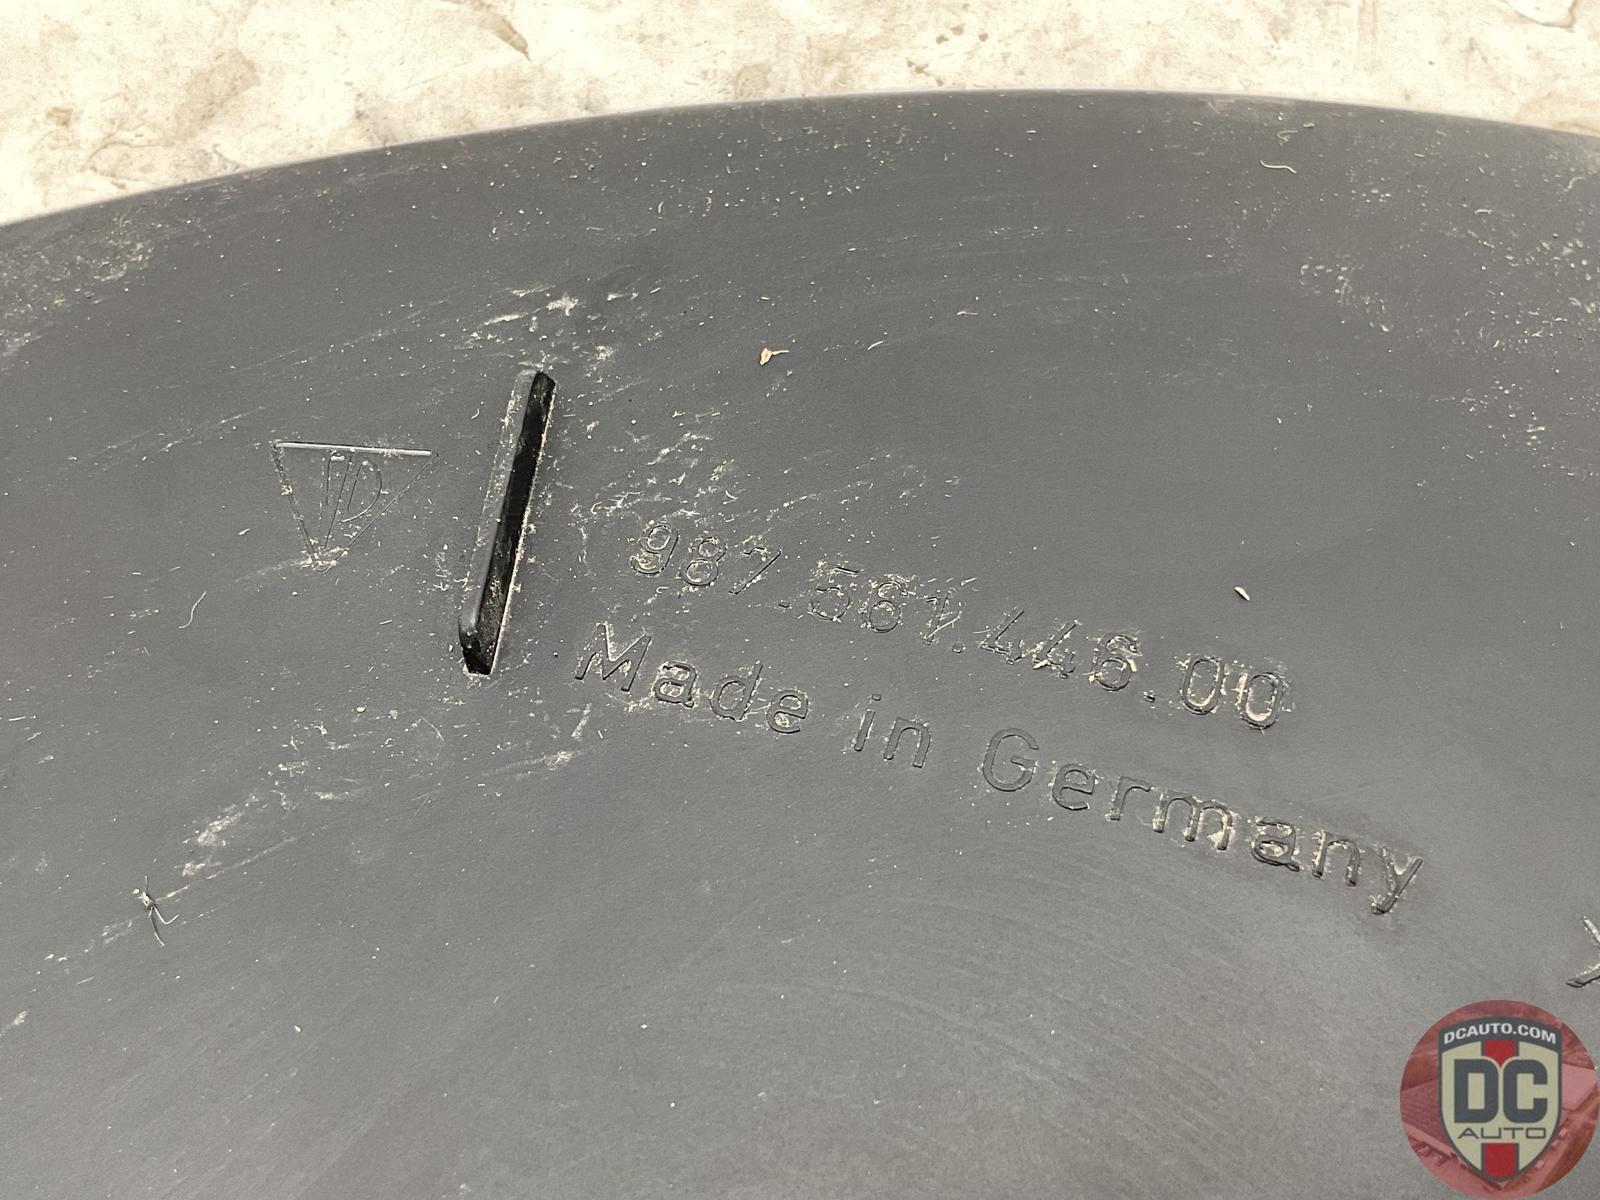 987.561.446.00
Made in Germany
DCAUTO.COM
DC
AUTO